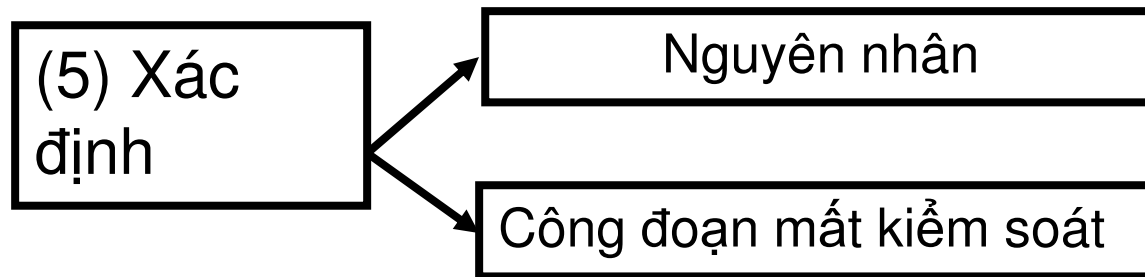 (5) Xác
định
Nguyên nhân
Công đoạn mất kiểm soát